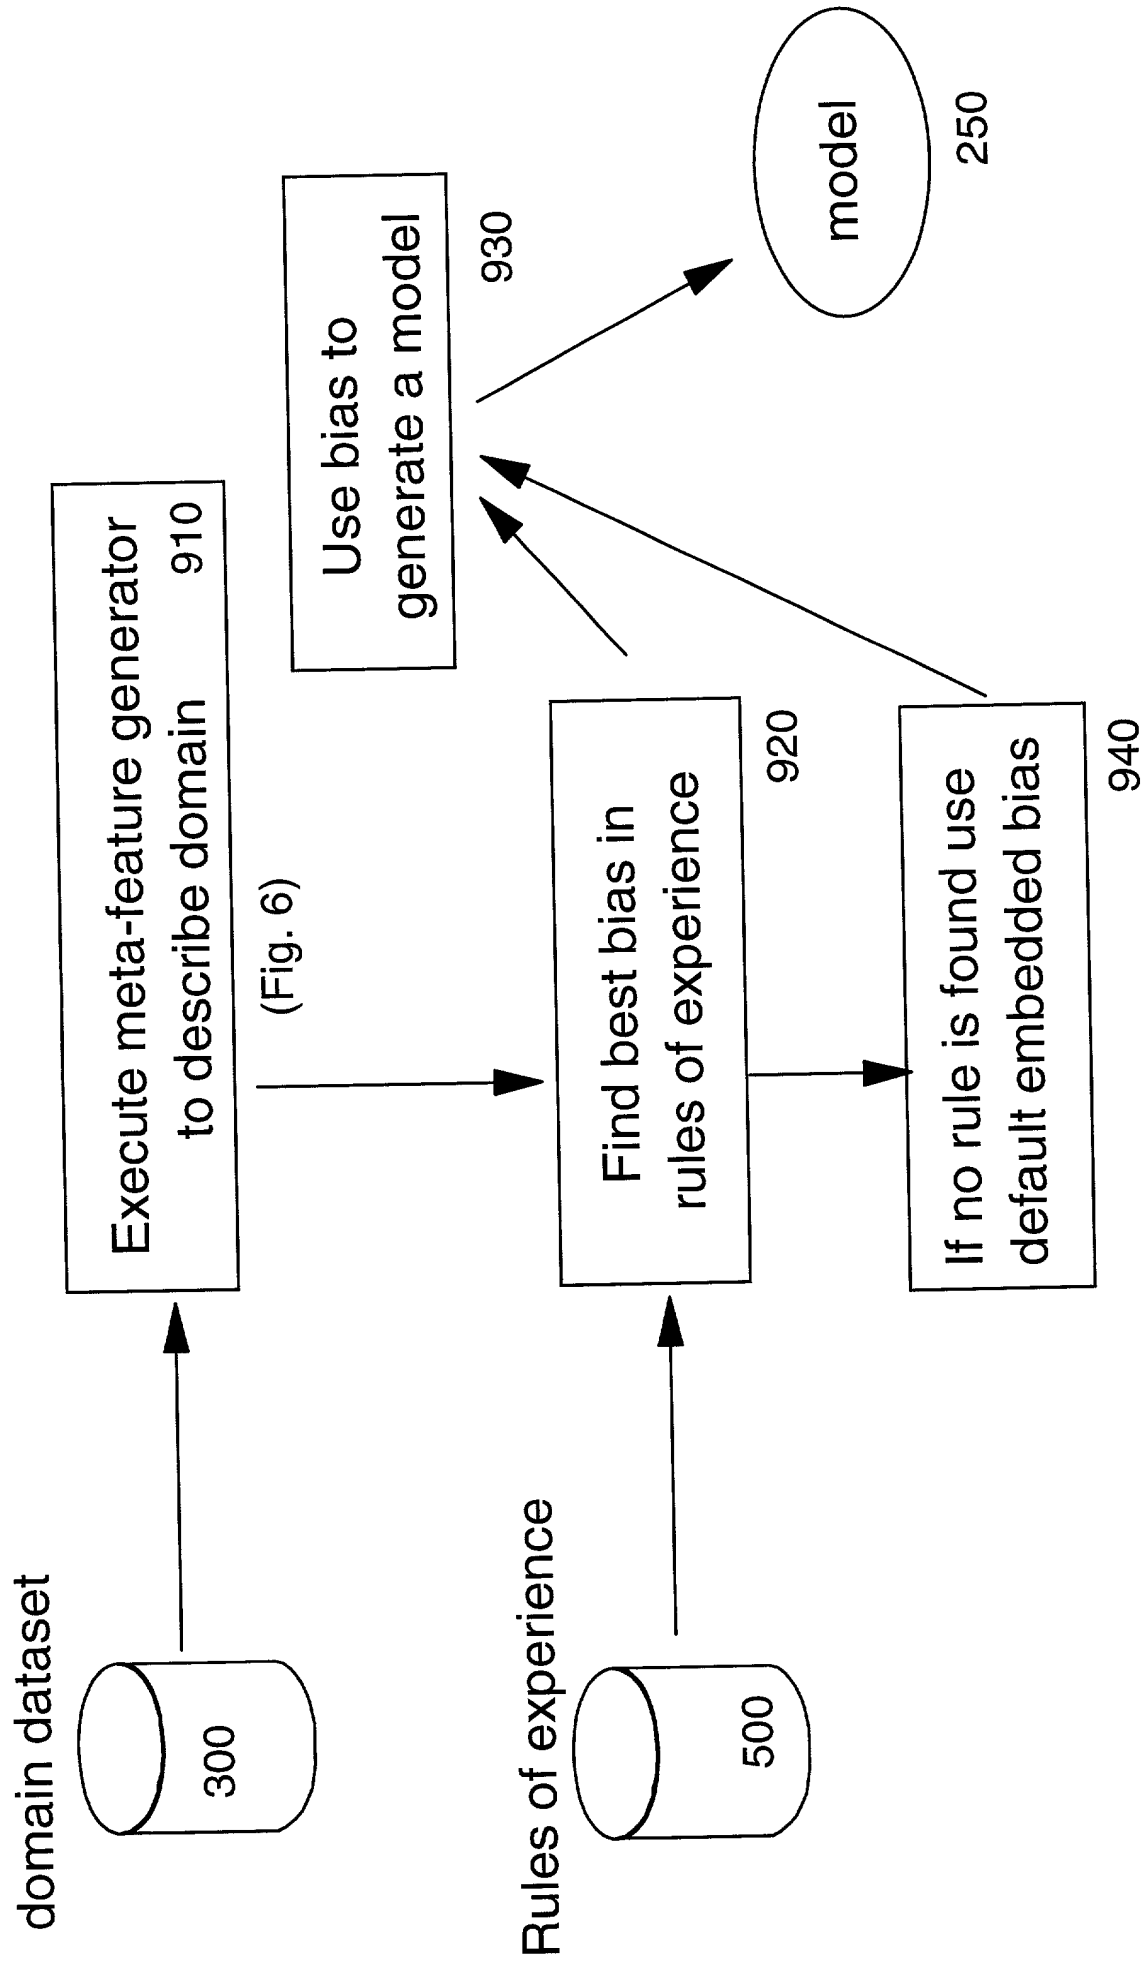 domain dataset
300
Execute meta-feature generator
to describe domain 910
(Fig. 6)
Use bias to
generate a model
930
Rules of experience
500
Find best bias in
rules of experience
920
model
250
If no rule is found use
default embedded bias
940